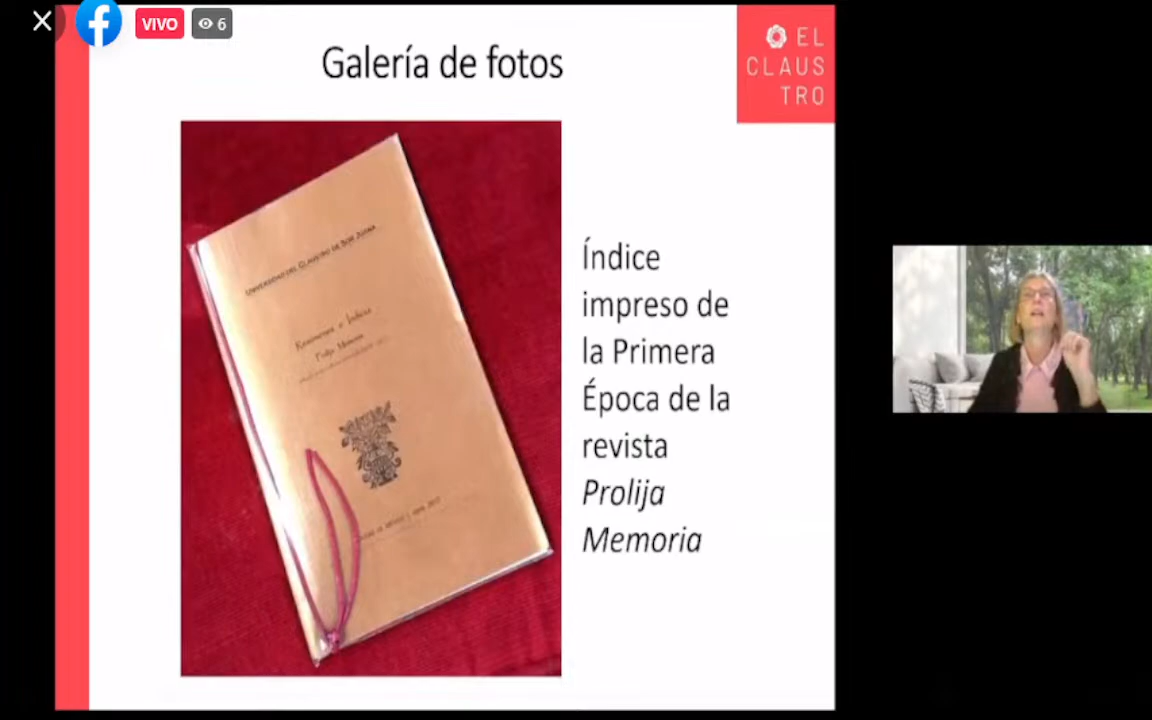 VIVO
6
Galería de fotos
EL
CLAUS
TRO
UNIVERSIDAD DEL CLAUSTRO DE SOR JUANA
Resúmenes e Índices
Prolija Memoria
Índice
impreso de
la Primera
Época de la
revista
Prolija
Memoria